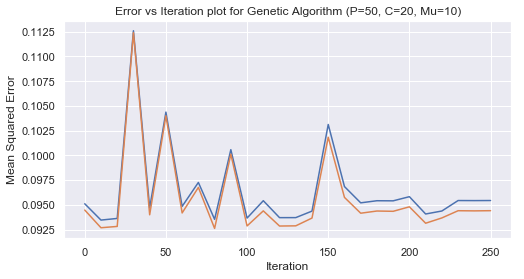 Error vs Iteration plot for Genetic Algorithm (P=50, C=20, Mu=10)
0.1125
0.1100
0.1075
0.1050
0.1025
0.1000
0.0975
0.0950
0.0925
Mean Squared Error
0 50 100 150 200 250
Iteration